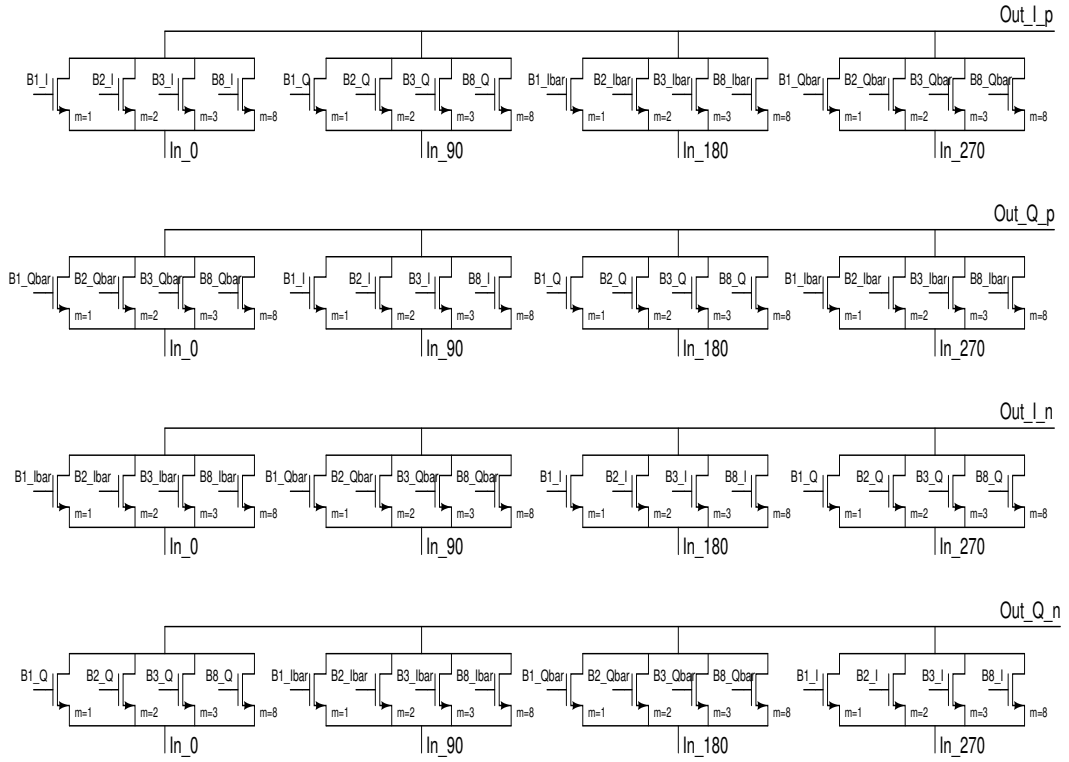 Out_I_p
B1_I B2_I B3_I B8_I B1_Q B2_Q B3_Q B8_Q B1_Ibar B2_Ibar B3_Ibar B8_Ibar B1_Qbar B2_Qbar B3_Qbar B8_Qbar
m=1 m=2 m=3 m=8 m=1 m=2 m=3 m=8 m=1 m=2 m=3 m=8 m=1 m=2 m=3 m=8
In_0 In_90 In_180 In_270
Out_Q_p
B1_Qbar B2_Qbar B3_Qbar B8_Qbar B1_I B2_I B3_I B8_I B1_Q B2_Q B3_Q B8_Q B1_Ibar B2_Ibar B3_Ibar B8_Ibar
m=1 m=2 m=3 m=8 m=1 m=2 m=3 m=8 m=1 m=2 m=3 m=8 m=1 m=2 m=3 m=8
In_0 In_90 In_180 In_270
Out_I_n
B1_Ibar B2_Ibar B3_Ibar B8_Ibar B1_Qbar B2_Qbar B3_Qbar B8_Qbar B1_I B2_I B3_I B8_I B1_Q B2_Q B3_Q B8_Q
m=1 m=2 m=3 m=8 m=1 m=2 m=3 m=8 m=1 m=2 m=3 m=8 m=1 m=2 m=3 m=8
In_0 In_90 In_180 In_270
Out_Q_n
B1_Q B2_Q B3_Q B8_Q B1_Ibar B2_Ibar B3_Ibar B8_Ibar B1_Qbar B2_Qbar B3_Qbar B8_Qbar B1_I B2_I B3_I B8_I
m=1 m=2 m=3 m=8 m=1 m=2 m=3 m=8 m=1 m=2 m=3 m=8 m=1 m=2 m=3 m=8
In_0 In_90 In_180 In_270